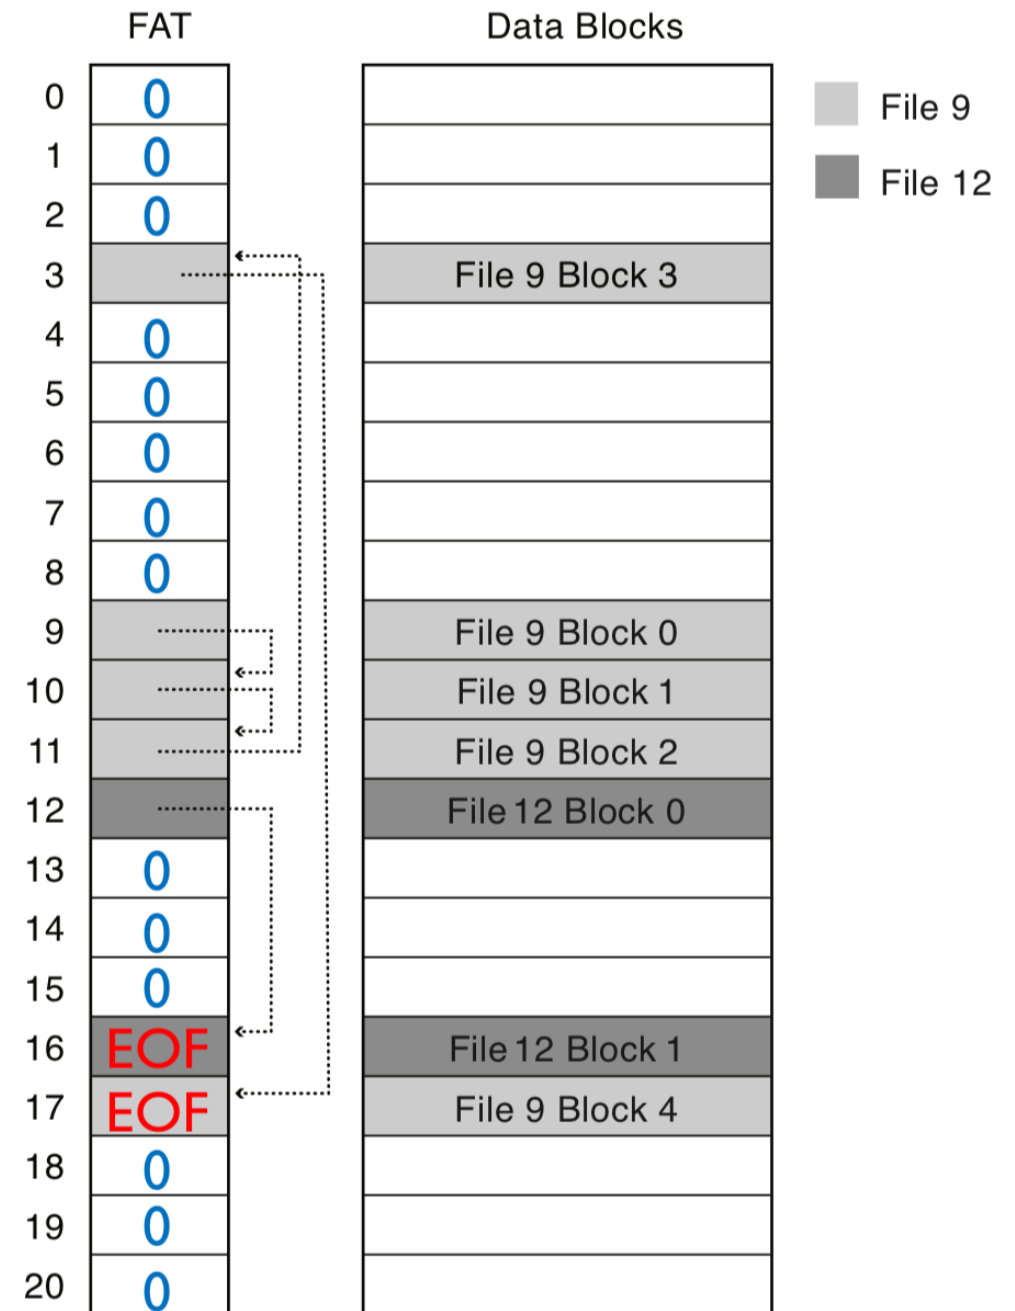 FAT Data Blocks
0 0
File 9
1 0
File 12
2 0
3 File 9 Block 3
4 0
5 0
6 0
7 0
8 0
9 File 9 Block 0
10 File 9 Block 1
11 File 9 Block 2
12 File 12 Block 0
13 0
14 0
15 0
16 EOF File 12 Block 1
17 EOF File 9 Block 4
18 0
19 0
20 0